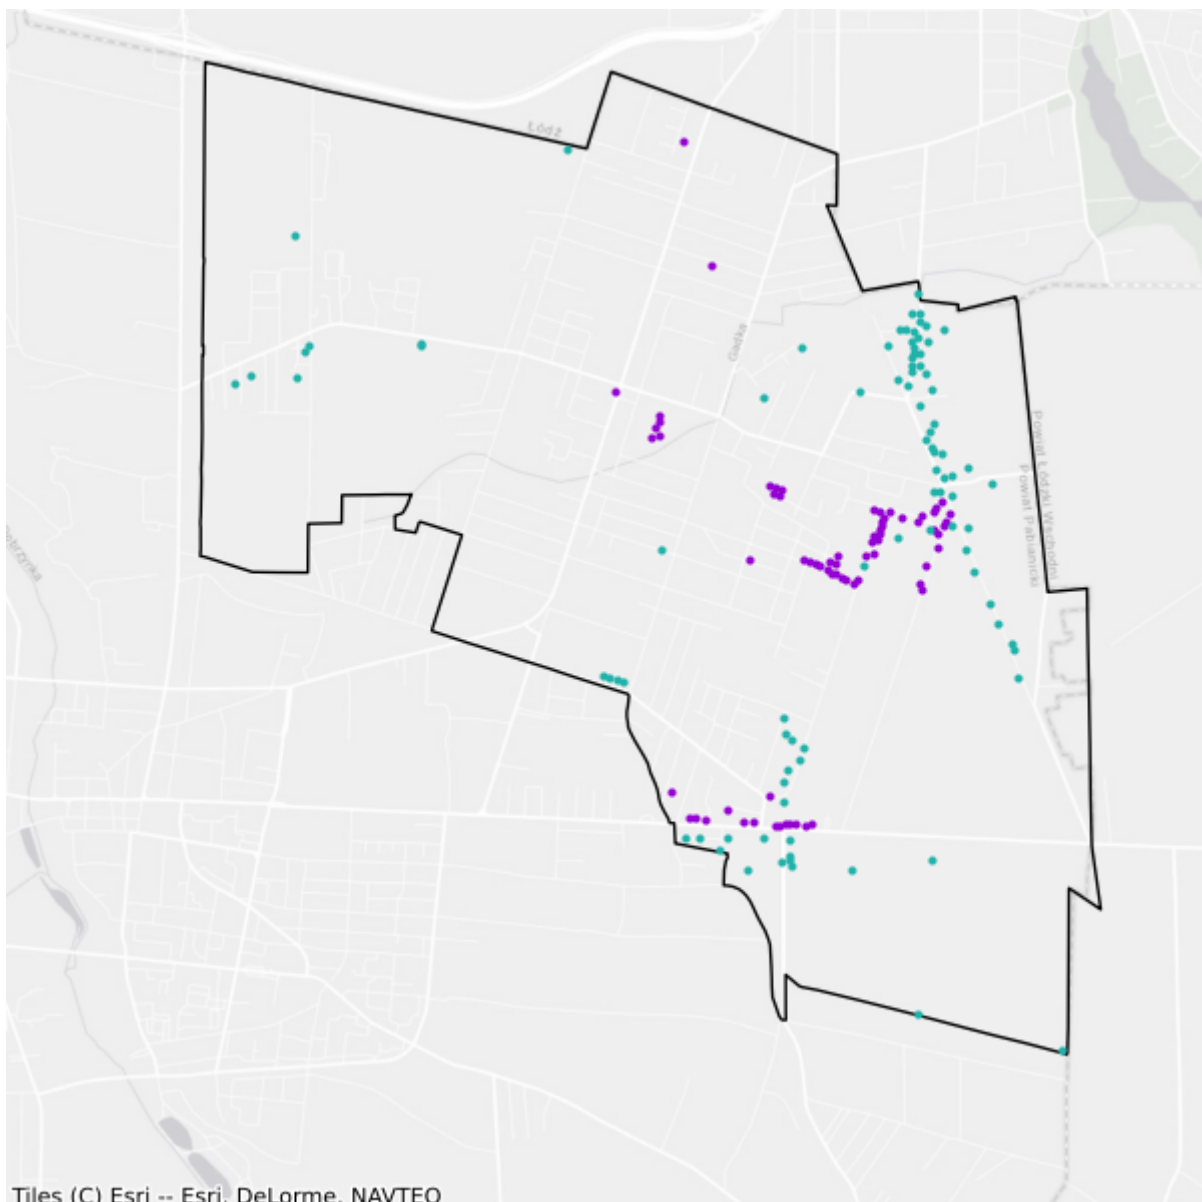 Łódź
Gadka
Powiat Łódzki Wschodni
Powiat Pabianicki
Tiles (C) Esri -- Esri, DeLorme, NAVTEQ